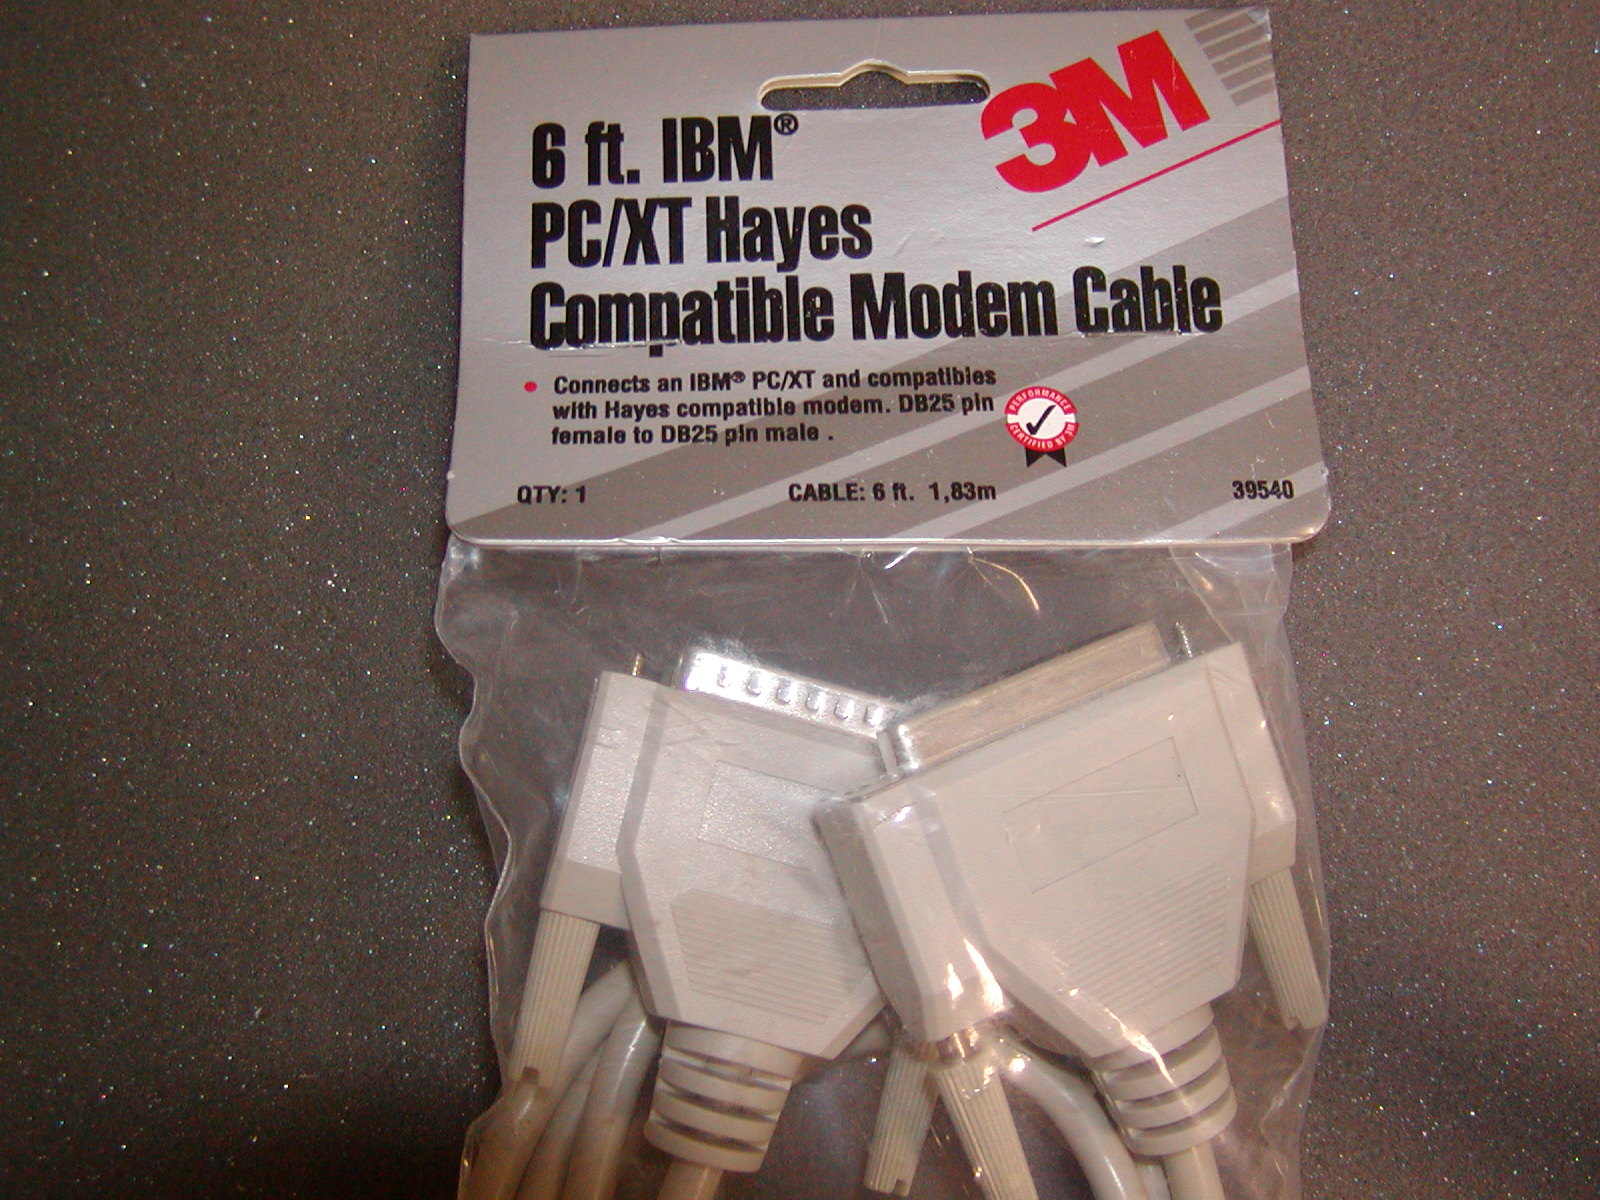 3M
6 ft. IBM®
PC/XT Hayes
Compatible Modem Cable
• Connects an IBM® PC/XT and compatibles
with Hayes compatible modem. DB25 pin
female to DB25 pin male .
PERFORMANCE
CERTIFIED BY 3M
QTY: 1
CABLE: 6 ft. 1,83m
39540